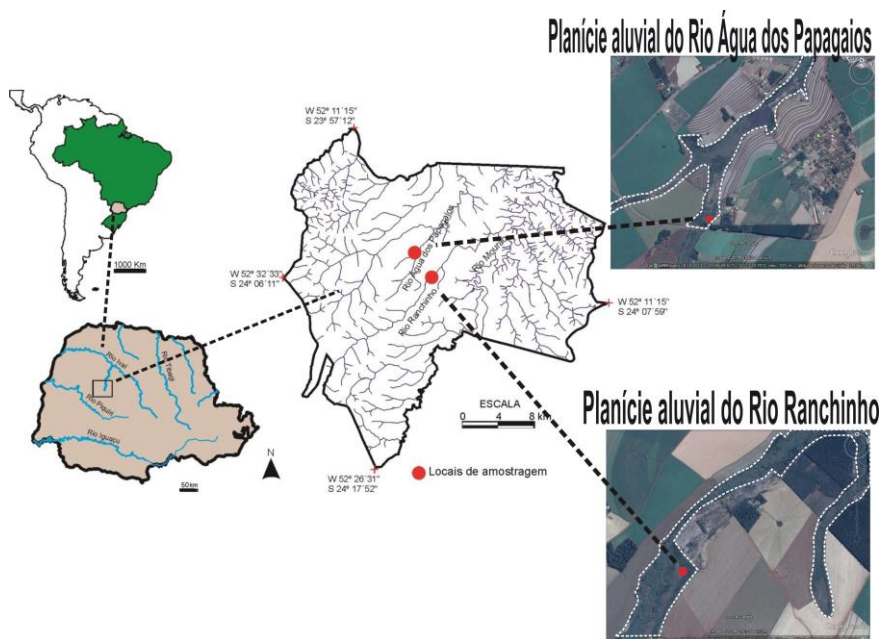 Planície aluvial do Rio Água dos Papagaios
W 52º 11´15"
S 23º 57´12"
1000 Km
W 52º 32´33"
S 24º 06´11"
Rio Água dos Papagaios
Rio Mourão
Rio Ranchinho
W 52º 11´15"
S 24º 07´59"
Rio Ivaí
Rio Tibagi
Rio Piquiri
Rio Iguaçu
50km
N
ESCALA
0 4 8 km
Planície aluvial do Rio Ranchinho
W 52º 26´31"
S 24º 17´52"
Locais de amostragem